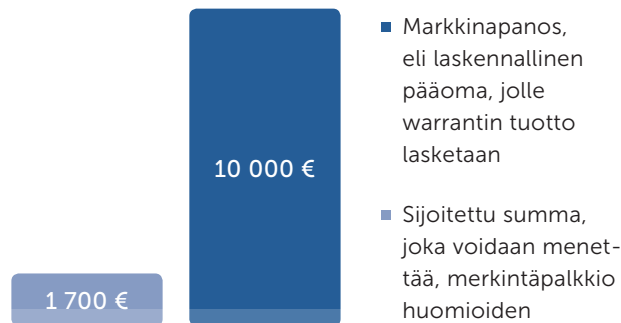 Markkinapanos,
eli laskennallinen
pääoma, jolle
warrantin tuotto
lasketaan
10 000 €
Sijoitettu summa,
joka voidaan menet-
tää, merkintäpalkkio
huomioiden
1 700 €